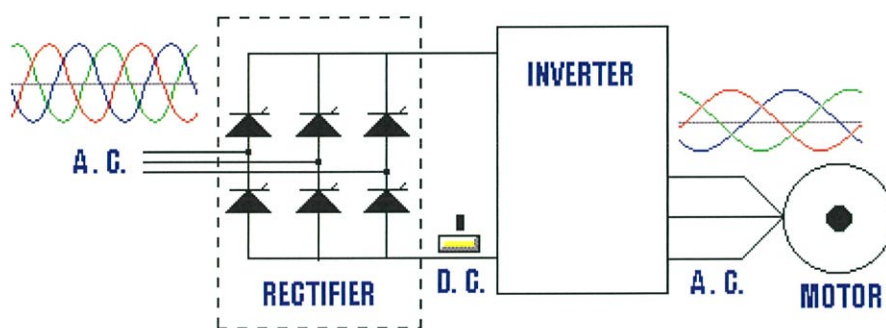 INVERTER
A. C.
RECTIFIER
D. C.
A. C.
MOTOR